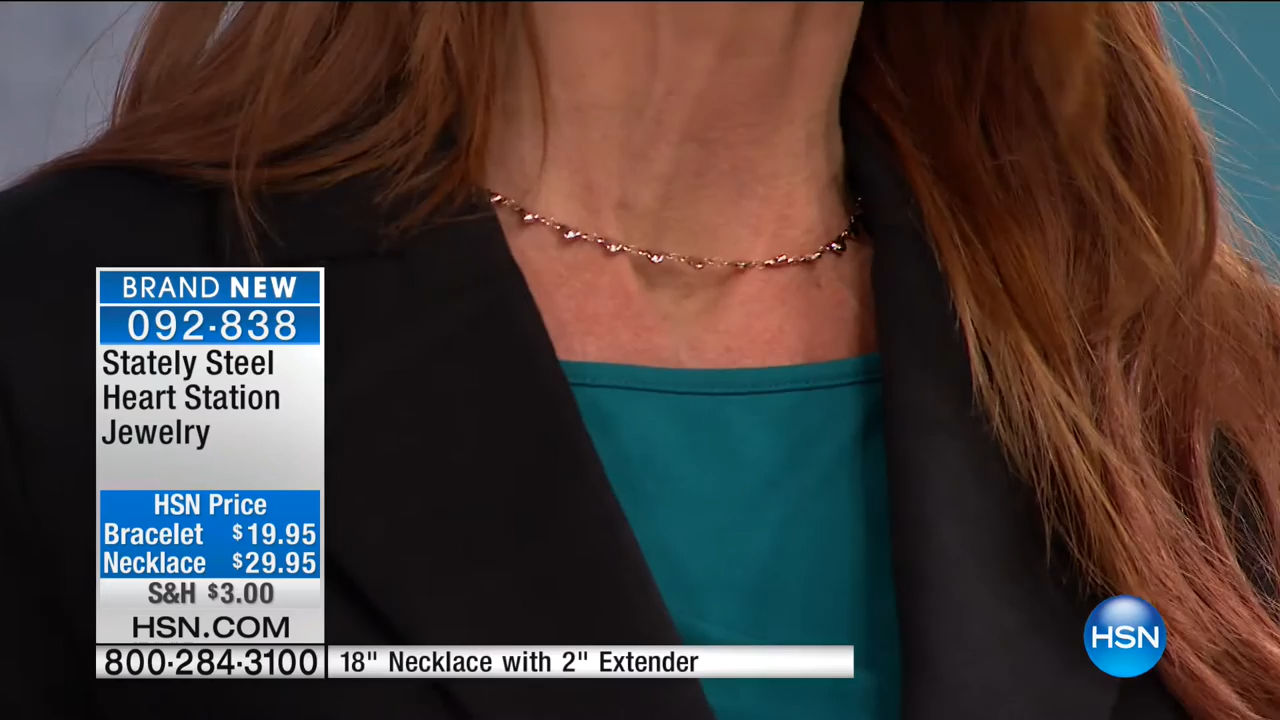 BRAND NEW
092·838
Stately Steel
Heart Station
Jewelry
HSN Price
Bracelet $19.95
Necklace $29.95
S&H $3.00
HSN.COM
800·284·3100
18" Necklace with 2" Extender
HSN